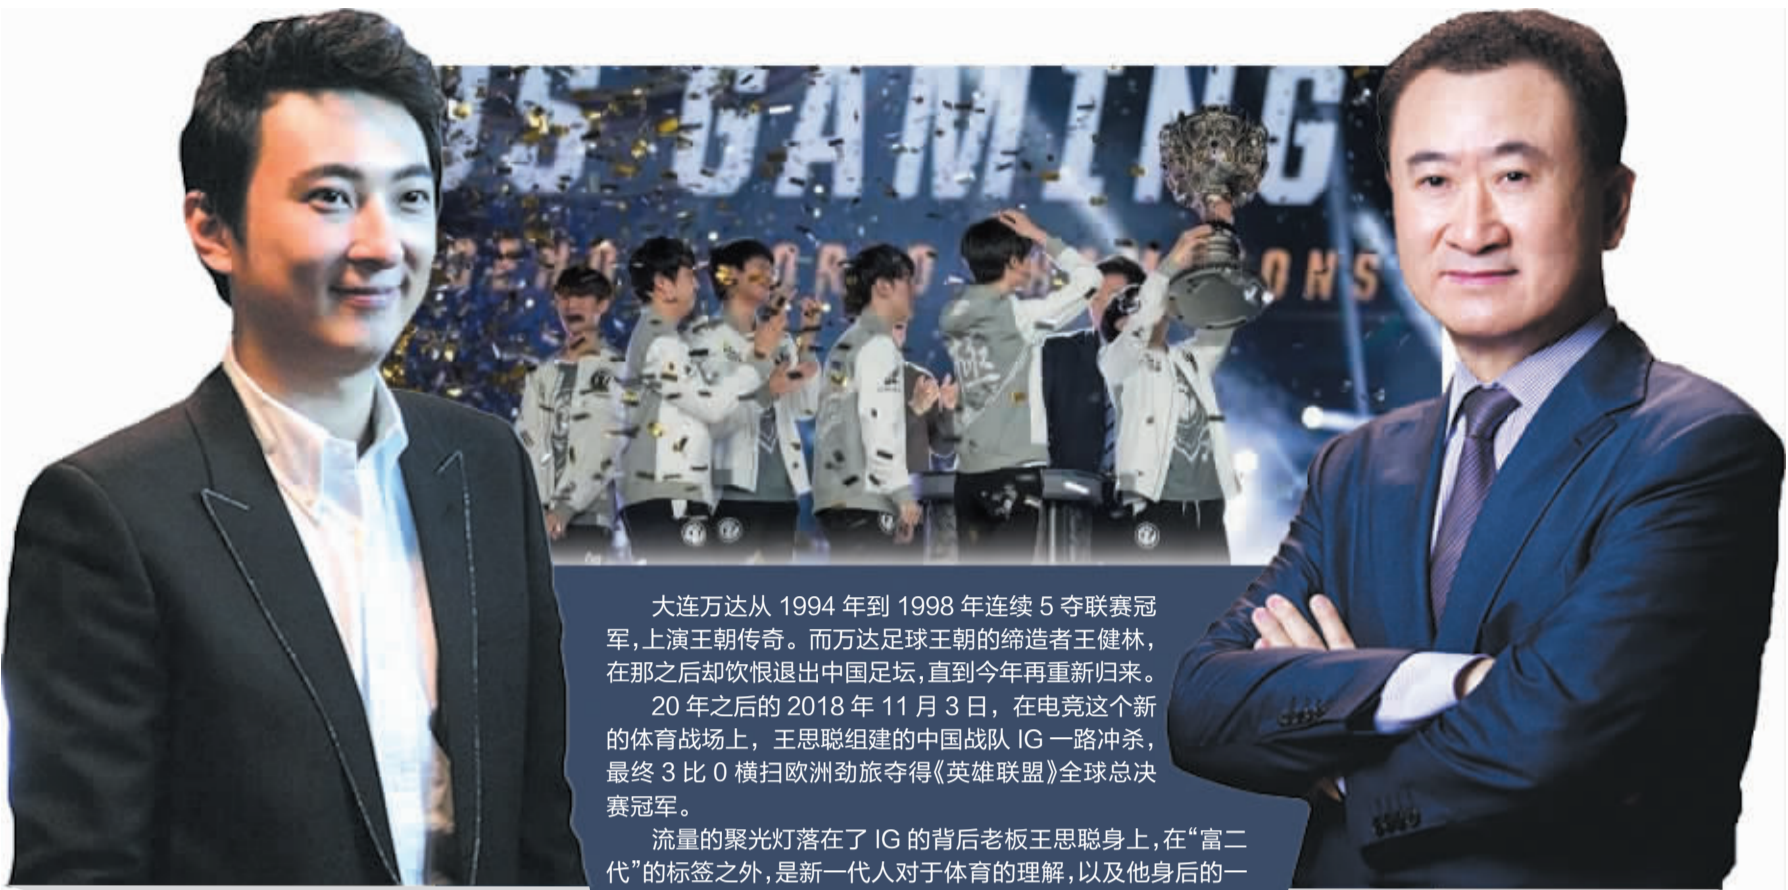 US GAMING
ONS
大连万达从 1994 年到 1998 年连续 5 夺联赛冠
军，上演王朝传奇。而万达足球王朝的缔造者王健林，
在那之后却饮恨退出中国足坛，直到今年再重新归来。
20 年之后的 2018 年 11 月 3 日，在电竞这个新
的体育战场上，王思聪组建的中国战队 IG 一路冲杀，
最终 3 比 0 横扫欧洲劲旅夺得《英雄联盟》全球总决
赛冠军。
流量的聚光灯落在了 IG 的背后老板王思聪身上，在“富二
代”的标签之外，是新一代人对于体育的理解，以及他身后的一